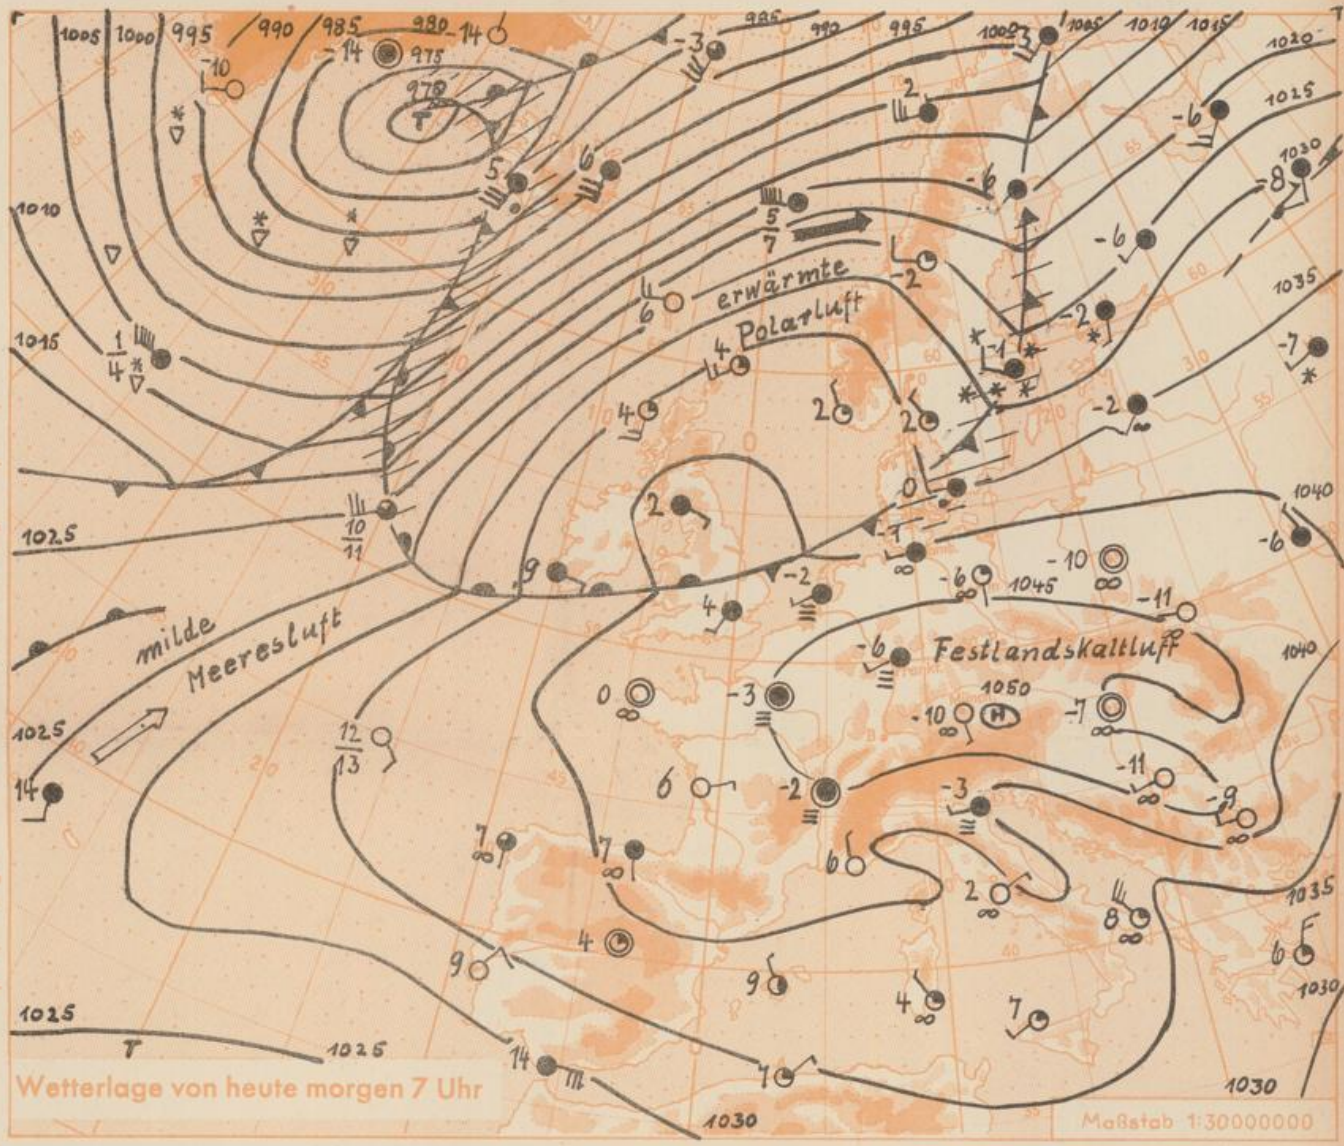 1005 1000 995 990 985 980 -14 995 990 995 1000 3 1005 1010 1015
-14 975 -3 1020
-10 970 2 1025
T -6
5 6 1030
-6 -8
1010 5
7 -6
erwärmte -2
6 Polarluft 1035
1015 1
4 4 -2 -1 -7
4 2 2 -2
0
1025 10
11 2 -1 1040
-6
9 -2 -6 1045 -10
4 -11
milde
Meeresluft -6 Festlandskaltluft 1040
1050
0 -3 -10 H -7
1025 12
13
14 6 -2 -3 -11 -9
7 7 6 2 8 1035
4 6
9 9 4 7 1030
1025
T 1025 14 7 1030
1030
Wetterlage von heute morgen 7 Uhr
Maßstab 1:30000000